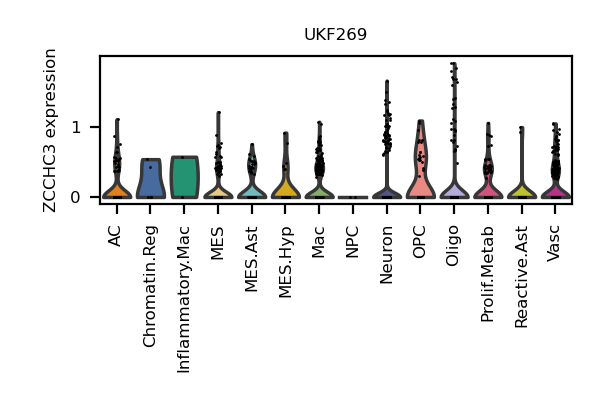 UKF269
ZCCHC3 expression
1
0
AC
Chromatin.Reg
Inflammatory.Mac
MES
MES.Ast
MES.Hyp
Mac
NPC
Neuron
OPC
Oligo
Prolif.Metab
Reactive.Ast
Vasc